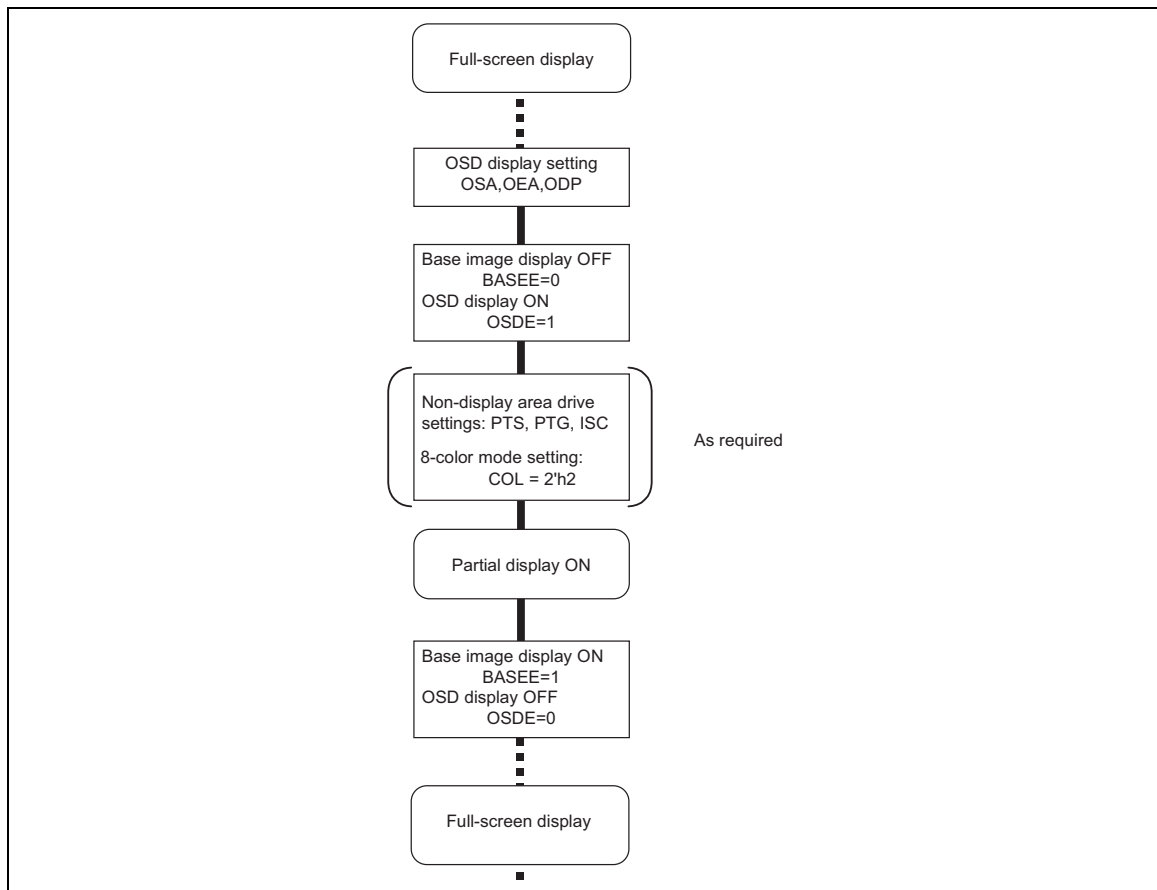 Full-screen display
OSD display setting
OSA,OEA,ODP
Base image display OFF
BASEE=0
OSD display ON
OSDE=1
Non-display area drive
settings: PTS, PTG, ISC
8-color mode setting:
COL = 2'h2
As required
Partial display ON
Base image display ON
BASEE=1
OSD display OFF
OSDE=0
Full-screen display